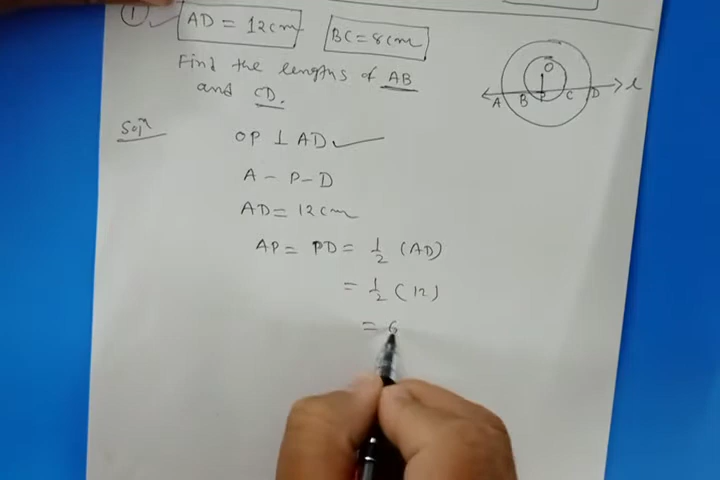 ① AD = 12cm BC = 8cm
Find the lengths of AB
and CD.
O
A B P C D l
Solⁿ
OP ⊥ AD ✓
A - P - D
AD = 12cm
AP = PD = 1/2 (AD)
= 1/2 (12)
= 6